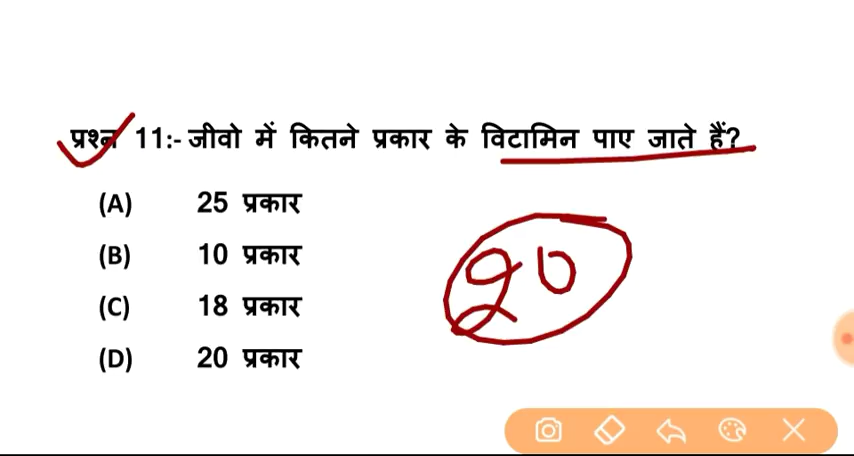 प्रश्न 11:- जीवो में कितने प्रकार के विटामिन पाए जाते हैं?
(A) 25 प्रकार
(B) 10 प्रकार
(C) 18 प्रकार
(D) 20 प्रकार
20